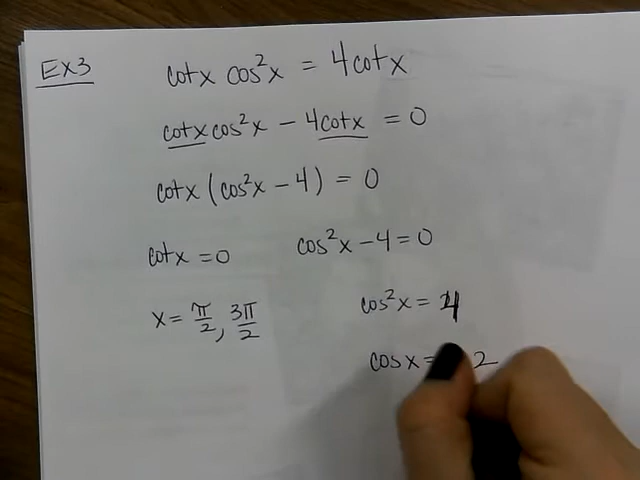 Ex3
cotx cos²x = 4cotx
cotx cos²x - 4cotx = 0
cotx (cos²x - 4) = 0
cotx = 0 cos²x - 4 = 0
x = π/2, 3π/2 cos²x = 4
cosx = 2